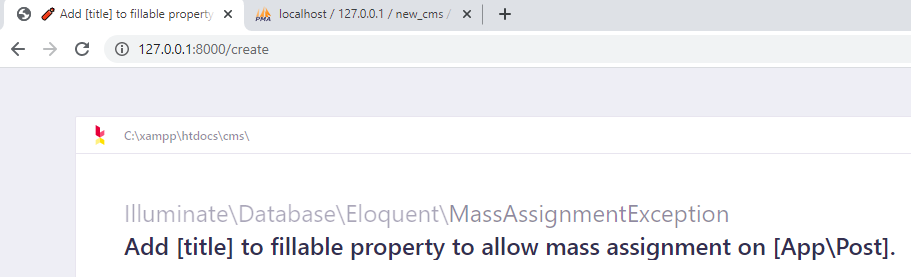 Add [title] to fillable property
PMA
localhost / 127.0.0.1 / new_cms /
127.0.0.1:8000/create
C:\xampp\htdocs\cms\
Illuminate\Database\Eloquent\MassAssignmentException
Add [title] to fillable property to allow mass assignment on [App\Post].